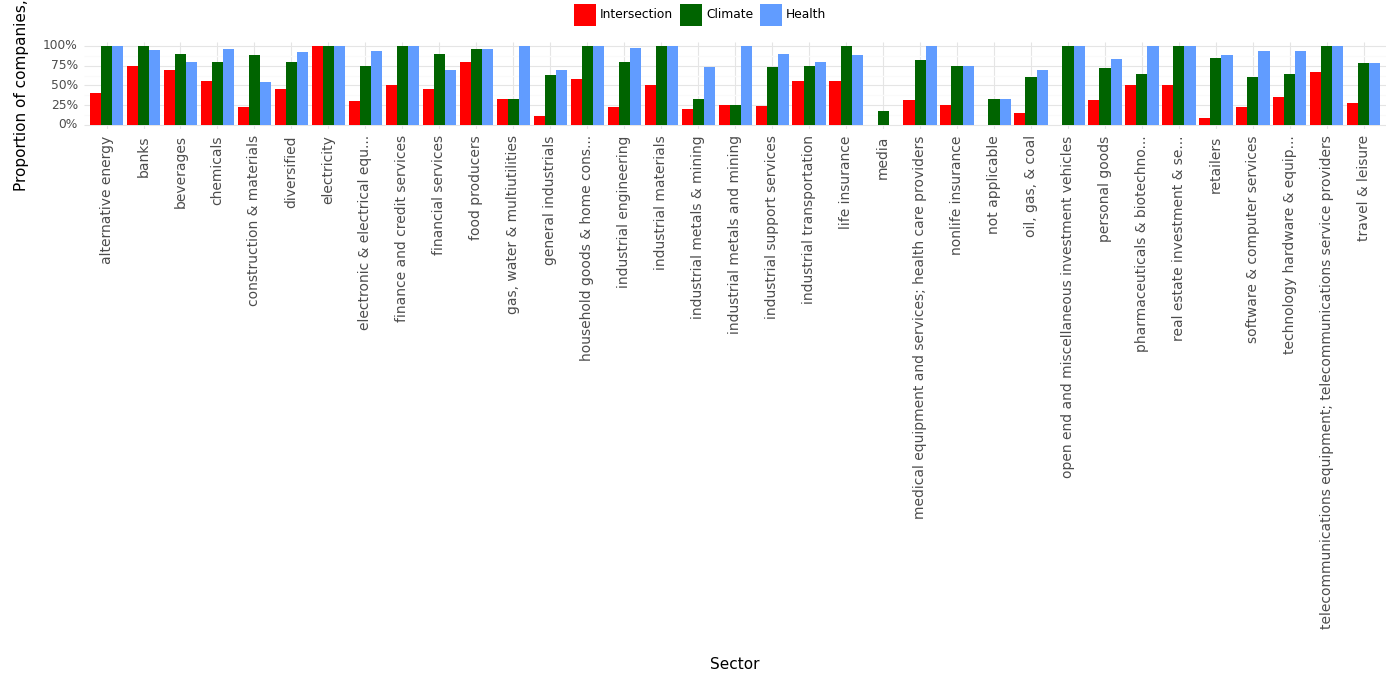 Intersection Climate Health
Proportion of companies,
100%
75%
50%
25%
0%
alternative energy
banks
beverages
chemicals
construction & materials
diversified
electricity
electronic & electrical equ...
finance and credit services
financial services
food producers
gas, water & multiutilities
general industrials
household goods & home cons...
industrial engineering
industrial materials
industrial metals & mining
industrial metals and mining
industrial support services
industrial transportation
life insurance
media
medical equipment and services; health care providers
nonlife insurance
not applicable
oil, gas, & coal
open end and miscellaneous investment vehicles
personal goods
pharmaceuticals & biotechno...
real estate investment & se...
retailers
software & computer services
technology hardware & equip...
telecommunications equipment; telecommunications service providers
travel & leisure
Sector